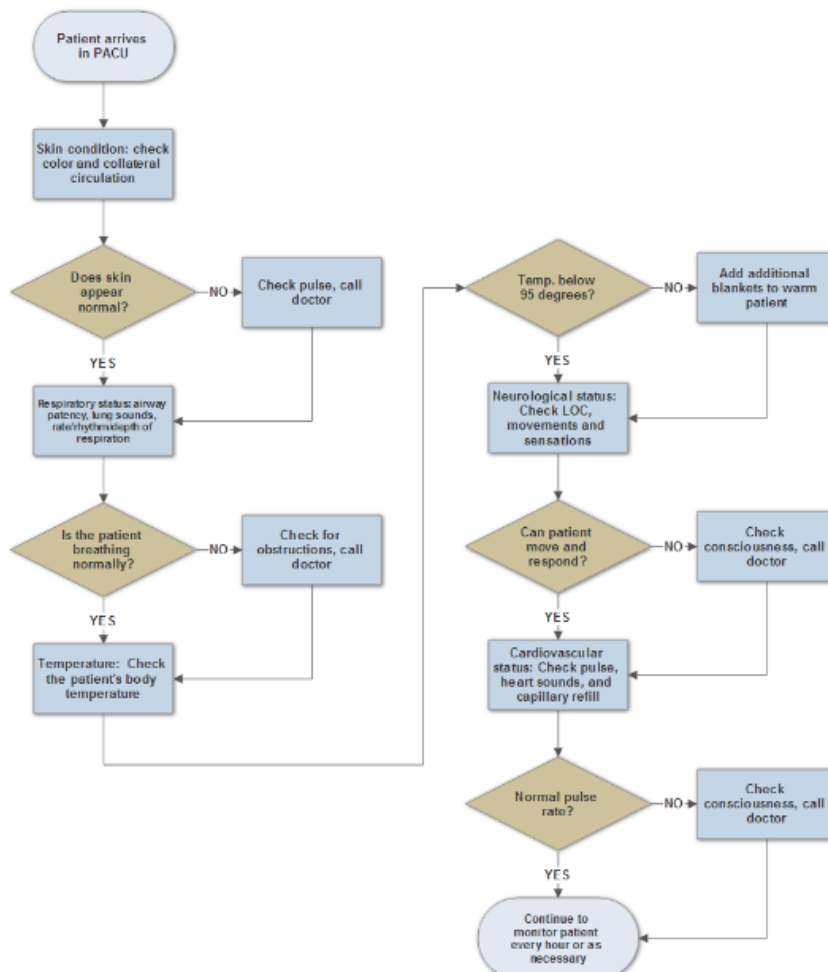 Patient arrives
in PACU
Skin condition: check
color and collateral
circulation
Does skin
appear
normal?
NO
Check pulse, call
doctor
YES
Respiratory status: airway
patency, lung sounds,
rate/rhythm/depth of
respiration
Is the patient
breathing
normally?
NO
Check for
obstructions, call
doctor
YES
Temperature: Check
the patient's body
temperature
Temp. below
95 degrees?
NO
Add additional
blankets to warm
patient
YES
Neurological status:
Check LOC,
movements and
sensations
Can patient
move and
respond?
NO
Check
consciousness, call
doctor
YES
Cardiovascular
status: Check pulse,
heart sounds, and
capillary refill
Normal pulse
rate?
NO
Check
consciousness, call
doctor
YES
Continue to
monitor patient
every hour or as
necessary